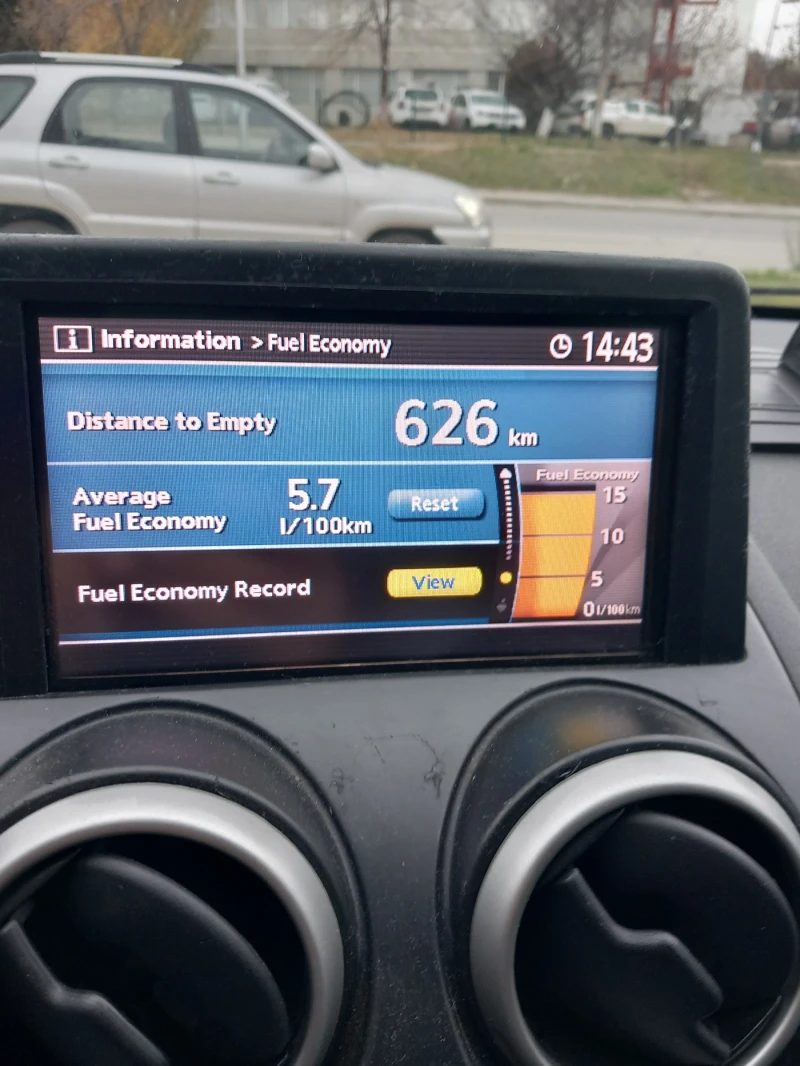 i Information > Fuel Economy 14:43
Distance to Empty 626 km
Average
Fuel Economy
5.7
l/100km
Reset
Fuel Economy Record View
Fuel Economy
15
10
5
0 l/100km